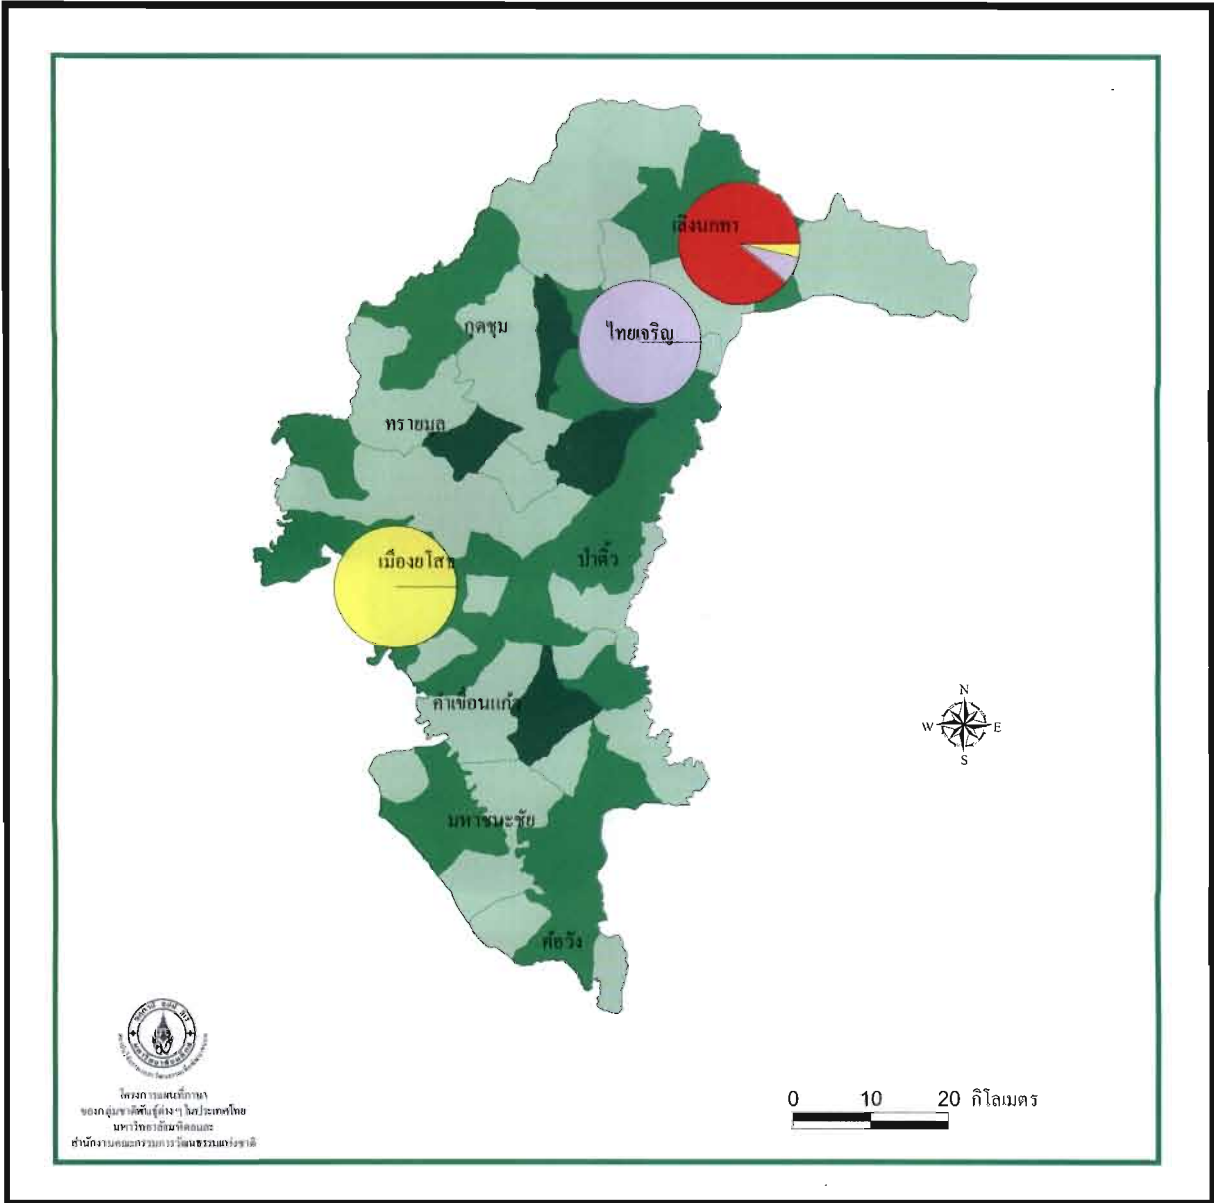 เลิงนกทา
กุดชุม
ไทยเจริญ
ทรายมูล
เมืองยโสธ
ป่าติ้ว
คำเขื่อนแก้ว
มหาชนะชัย
ค้อวัง
N
W E
S
0 10 20 กิโลเมตร
โครงการแผนที่ภาษา
ของกลุ่มชาติพันธุ์ต่างๆ ในประเทศไทย
มหาวิทยาลัยมหิดลและ
สำนักงานคณะกรรมการวัฒนธรรมแห่งชาติ